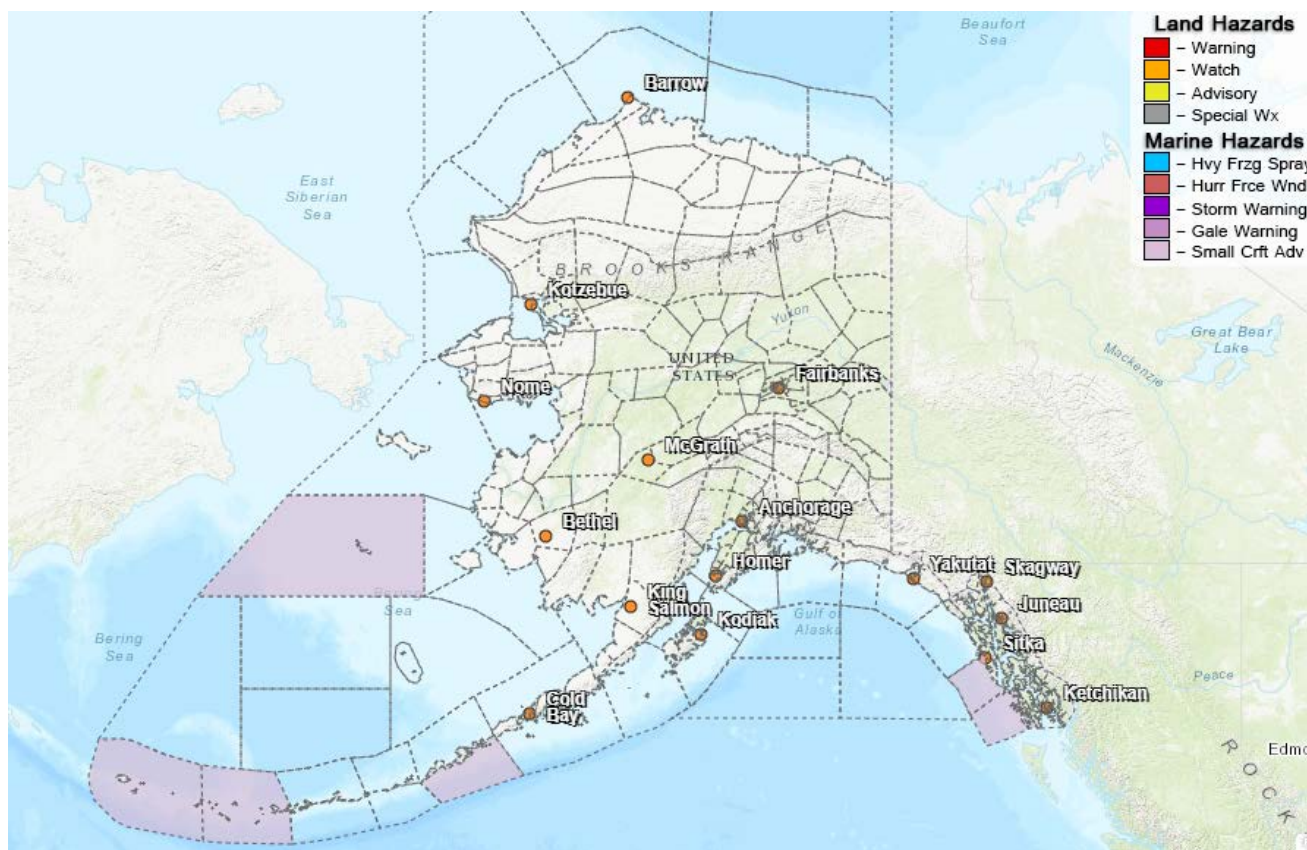 Beaufort
Sea
Land Hazards
– Warning
– Watch
– Advisory
– Special Wx
Marine Hazards
– Hvy Frzg Spray
– Hurr Frce Wnd
– Storm Warning
– Gale Warning
– Small Crft Adv
Barrow
East
Siberian
Sea
BROOKS RANGE
Kotzebue
Yukon
Great Bear
Lake
Mackenzie
UNITED
STATES
Fairbanks
Nome
McGrath
Anchorage
Bethel
Homer
Yakutat
Skagway
King
Salmon
Kodiak
Gulf of
Alaska
Juneau
Sea
Bering
Sea
Sitka
Peace
Ketchikan
Cold
Bay
Edmo
ROCK